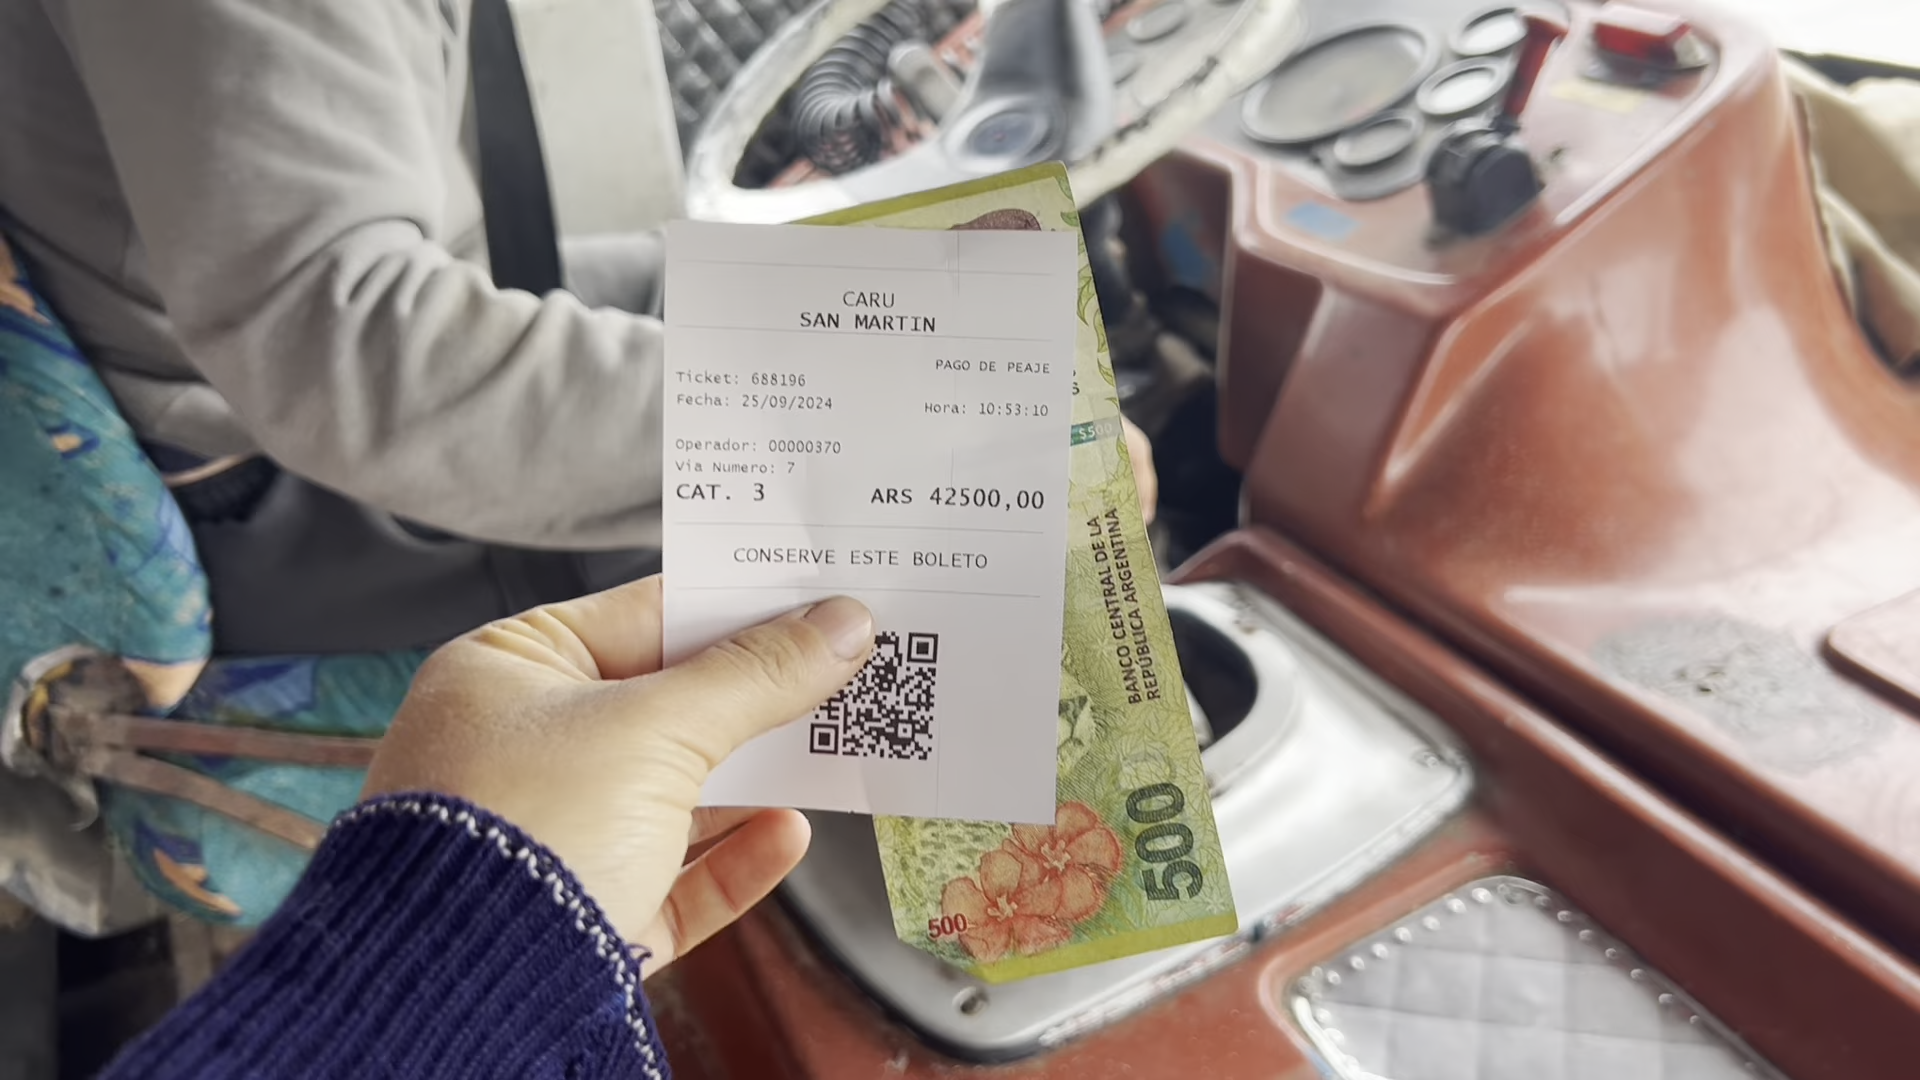 CARU
SAN MARTIN
PAGO DE PEAJE
Ticket: 688196
Fecha: 25/09/2024
Hora: 10:53:10
Operador: 00000370
Via Numero: 7
CAT. 3
ARS 42500,00
CONSERVE ESTE BOLETO
$500
BANCO CENTRAL DE LA
REPÚBLICA ARGENTINA
500
500